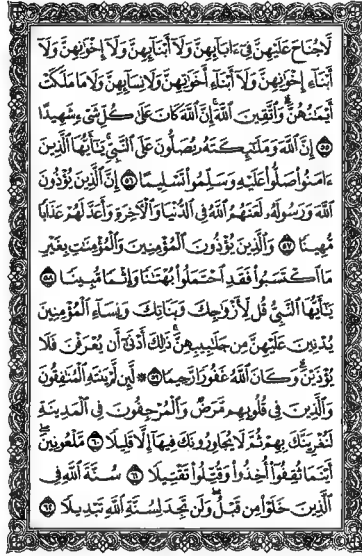 لَّا جُنَاحَ عَلَيْهِنَّ فِىٓ ءَابَآئِهِنَّ وَلَآ أَبْنَآئِهِنَّ وَلَآ إِخْوَٰنِهِنَّ وَلَآ
أَبْنَآءِ إِخْوَٰنِهِنَّ وَلَآ أَبْنَآءِ أَخَوَٰتِهِنَّ وَلَا نِسَآئِهِنَّ وَلَا مَا مَلَكَتْ
أَيْمَٰنُهُنَّ ۗ وَٱتَّقِينَ ٱللَّهَ ۚ إِنَّ ٱللَّهَ كَانَ عَلَىٰ كُلِّ شَىْءٍ شَهِيدًا
۝٥٥ إِنَّ ٱللَّهَ وَمَلَٰٓئِكَتَهُۥ يُصَلُّونَ عَلَى ٱلنَّبِىِّ ۚ يَٰٓأَيُّهَا ٱلَّذِينَ
ءَامَنُوا۟ صَلُّوا۟ عَلَيْهِ وَسَلِّمُوا۟ تَسْلِيمًا ۝٥٦ إِنَّ ٱلَّذِينَ يُؤْذُونَ
ٱللَّهَ وَرَسُولَهُۥ لَعَنَهُمُ ٱللَّهُ فِى ٱلدُّنْيَا وَٱلْءَاخِرَةِ وَأَعَدَّ لَهُمْ عَذَابًا
مُّهِينًا ۝٥٧ وَٱلَّذِينَ يُؤْذُونَ ٱلْمُؤْمِنِينَ وَٱلْمُؤْمِنَٰتِ بِغَيْرِ
مَا ٱكْتَسَبُوا۟ فَقَدِ ٱحْتَمَلُوا۟ بُهْتَٰنًا وَإِثْمًا مُّبِينًا ۝٥٨
يَٰٓأَيُّهَا ٱلنَّبِىُّ قُل لِّأَزْوَٰجِكَ وَبَنَاتِكَ وَنِسَآءِ ٱلْمُؤْمِنِينَ
يُدْنِينَ عَلَيْهِنَّ مِن جَلَٰبِيبِهِنَّ ۚ ذَٰلِكَ أَدْنَىٰٓ أَن يُعْرَفْنَ فَلَا
يُؤْذَيْنَ ۗ وَكَانَ ٱللَّهُ غَفُورًا رَّحِيمًا ۝٥٩ ۞ لَّئِن لَّمْ يَنتَهِ ٱلْمُنَٰفِقُونَ
وَٱلَّذِينَ فِى قُلُوبِهِم مَّرَضٌ وَٱلْمُرْجِفُونَ فِى ٱلْمَدِينَةِ
لَنُغْرِيَنَّكَ بِهِمْ ثُمَّ لَا يُجَاوِرُونَكَ فِيهَآ إِلَّا قَلِيلًا ۝٦٠ مَّلْعُونِينَ ۖ
أَيْنَمَا ثُقِفُوٓا۟ أُخِذُوا۟ وَقُتِّلُوا۟ تَقْتِيلًا ۝٦١ سُنَّةَ ٱللَّهِ فِى
ٱلَّذِينَ خَلَوْا۟ مِن قَبْلُ ۖ وَلَن تَجِدَ لِسُنَّةِ ٱللَّهِ تَبْدِيلًا ۝٦٢